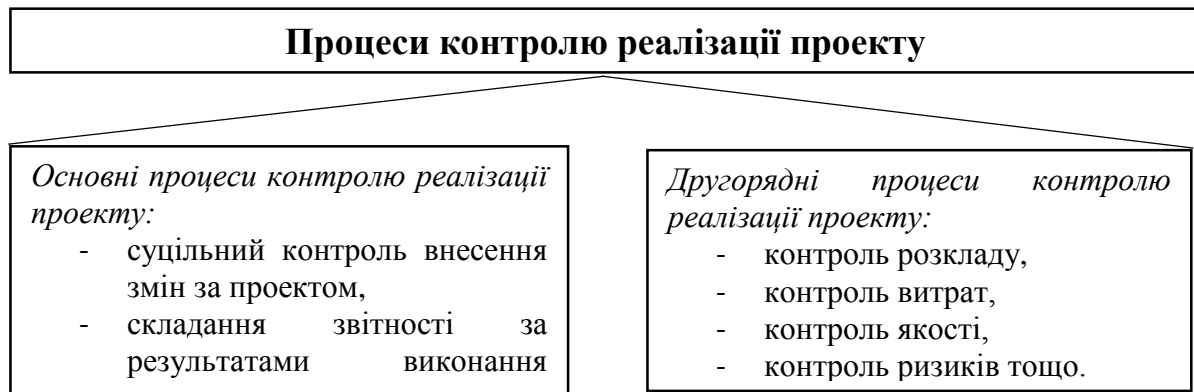 Процеси контролю реалізації проекту
Основні процеси контролю реалізації
проекту:
- суцільний контроль внесення
змін за проектом,
- складання звітності за
результатами виконання
Другорядні процеси контролю
реалізації проекту:
- контроль розкладу,
- контроль витрат,
- контроль якості,
- контроль ризиків тощо.